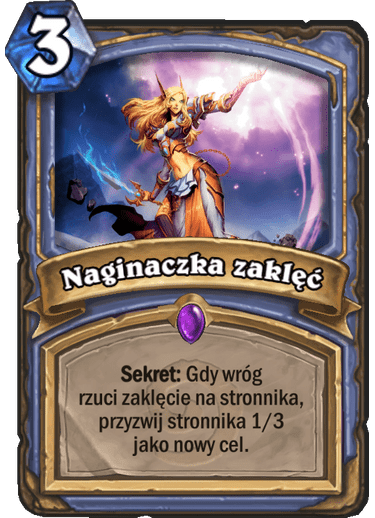 3
Naginaczka zaklęć
Sekret: Gdy wróg
rzuci zaklęcie na stronnika,
przyzwij stronnika 1/3
jako nowy cel.